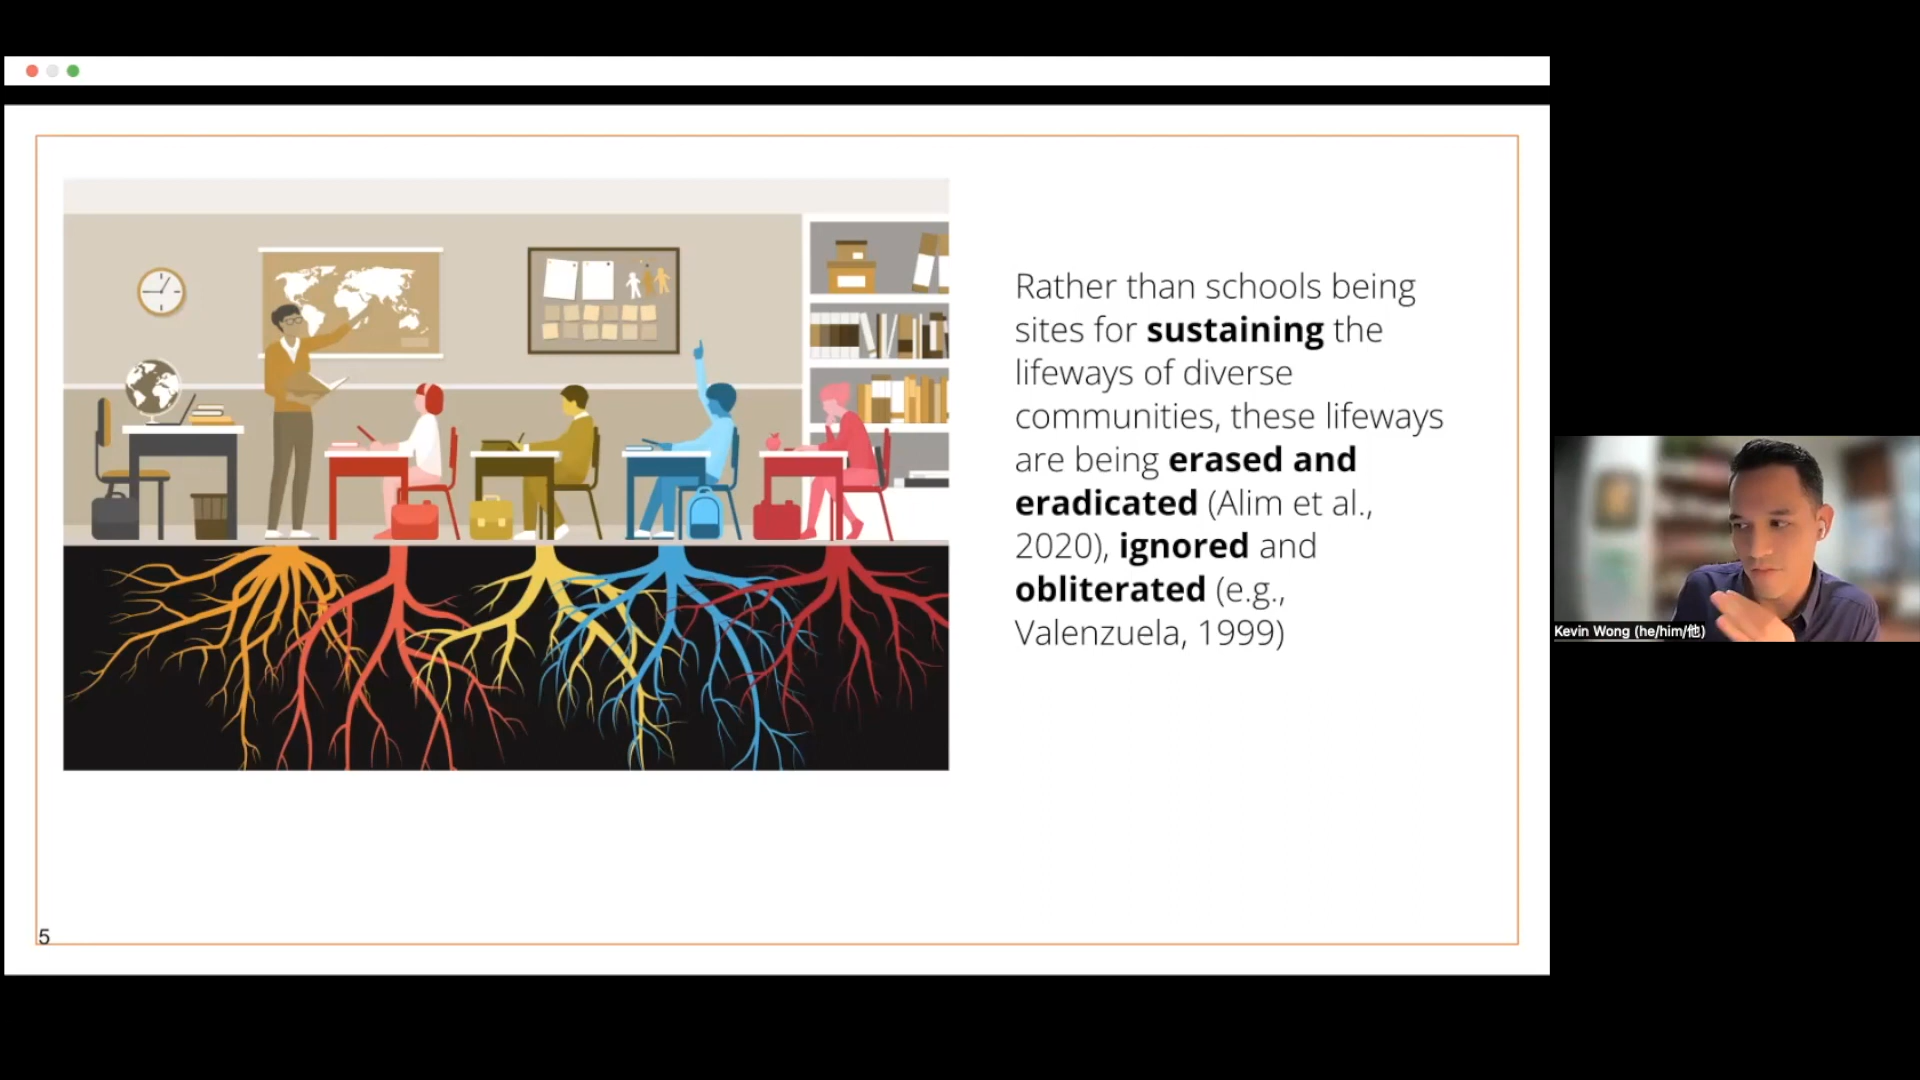 Rather than schools being
sites for sustaining the
lifeways of diverse
communities, these lifeways
are being erased and
eradicated (Alim et al.,
2020), ignored and
obliterated (e.g.,
Valenzuela, 1999)
5
Kevin Wong (he/him/他)